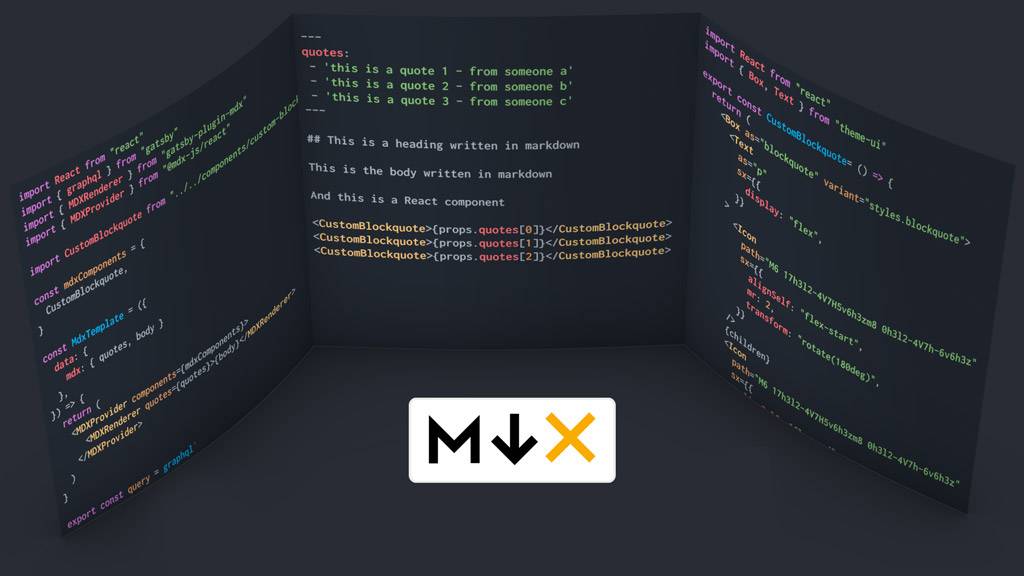 import React from "react"
import { graphql } from "gatsby"
import { MDXRenderer } from "gatsby-plugin-mdx"
import { MDXProvider } from "@mdx-js/react"
import CustomBlockquote from "../../components/custom-block
const mdxComponents = {
CustomBlockquote,
}
const MdxTemplate = ({
data: {
mdx: { quotes, body }
},
}) => {
return (
<MDXProvider components={mdxComponents}>
<MDXRenderer quotes={quotes}>{body}</MDXRenderer>
</MDXProvider>
)
}
export const query = graphql`
---
quotes:
- 'this is a quote 1 - from someone a'
- 'this is a quote 2 - from someone b'
- 'this is a quote 3 - from someone c'
---
## This is a heading written in markdown
This is the body written in markdown
And this is a React component
<CustomBlockquote>{props.quotes[0]}</CustomBlockquote>
<CustomBlockquote>{props.quotes[1]}</CustomBlockquote>
<CustomBlockquote>{props.quotes[2]}</CustomBlockquote>
import React from "react"
import { Box, Text } from "theme-ui"
export const CustomBlockquote= () => {
return (
<Box as="blockquote" variant="styles.blockquote">
<Text
as="p"
sx={{
display: "flex",
}}
>
<Icon
path="M6 17h3l2-4V7H5v6h3zm8 0h3l2-4V7h-6v6h3z"
sx={{
alignSelf: "flex-start",
mr: 2,
transform: "rotate(180deg)",
}}
/>
{children}
<Icon
path="M6 17h3l2-4V7H5v6h3zm8 0h3l2-4V7h-6v6h3z"
sx={{
M↓X